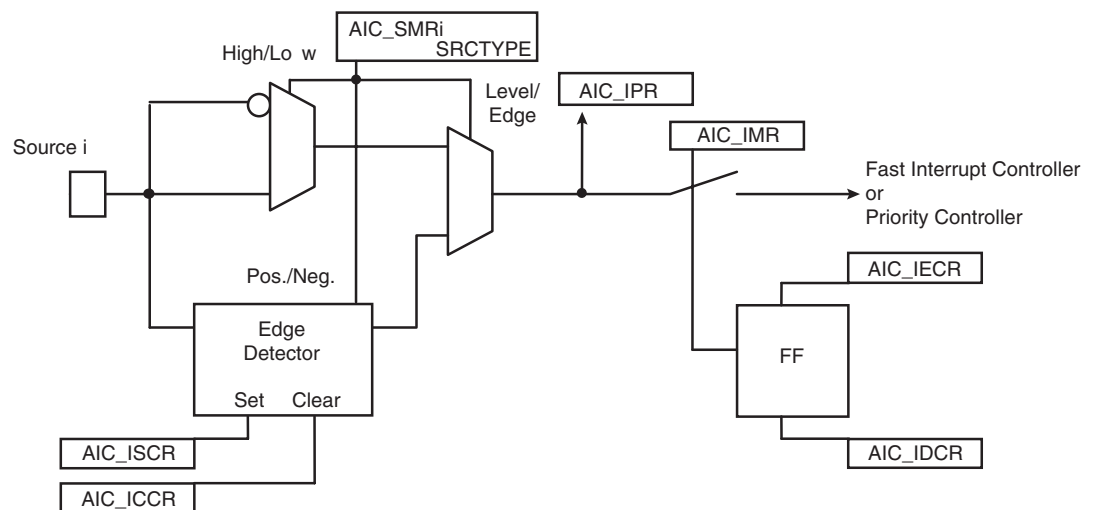 AIC_SMRi
SRCTYPE
High/Lo w
Level/
Edge
AIC_IPR
AIC_IMR
Source i
Fast Interrupt Controller
or
Priority Controller
Pos./Neg.
AIC_IECR
Edge
Detector
FF
Set Clear
AIC_ISCR
AIC_IDCR
AIC_ICCR